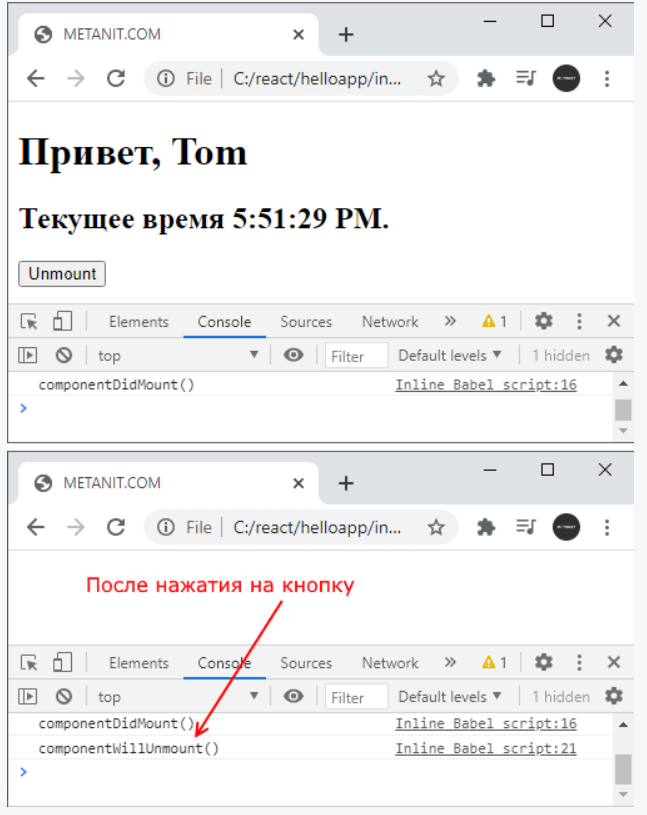 METANIT.COM
File C:/react/helloapp/in...
Привет, Tom
Текущее время 5:51:29 PM.
Unmount
Elements Console Sources Network » 1
top Filter Default levels 1 hidden
componentDidMount() Inline Babel script:16
METANIT.COM
File C:/react/helloapp/in...
После нажатия на кнопку
Elements Console Sources Network » 1
top Filter Default levels 1 hidden
componentDidMount() Inline Babel script:16
componentWillUnmount() Inline Babel script:21